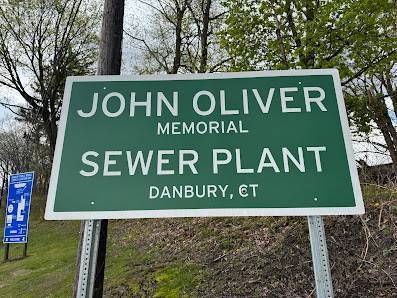 JOHN OLIVER
MEMORIAL
SEWER PLANT
DANBURY, CT